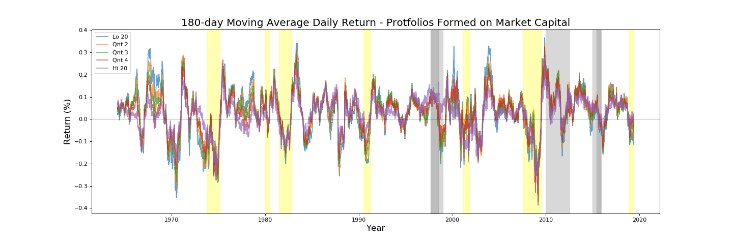 180-day Moving Average Daily Return - Protfolios Formed on Market Capital
Lo 20
Qnt 2
Qnt 3
Qnt 4
Hi 20
Return (%)
0.4
0.3
0.2
0.1
0.0
−0.1
−0.2
−0.3
−0.4
1970 1980 1990 2000 2010 2020
Year